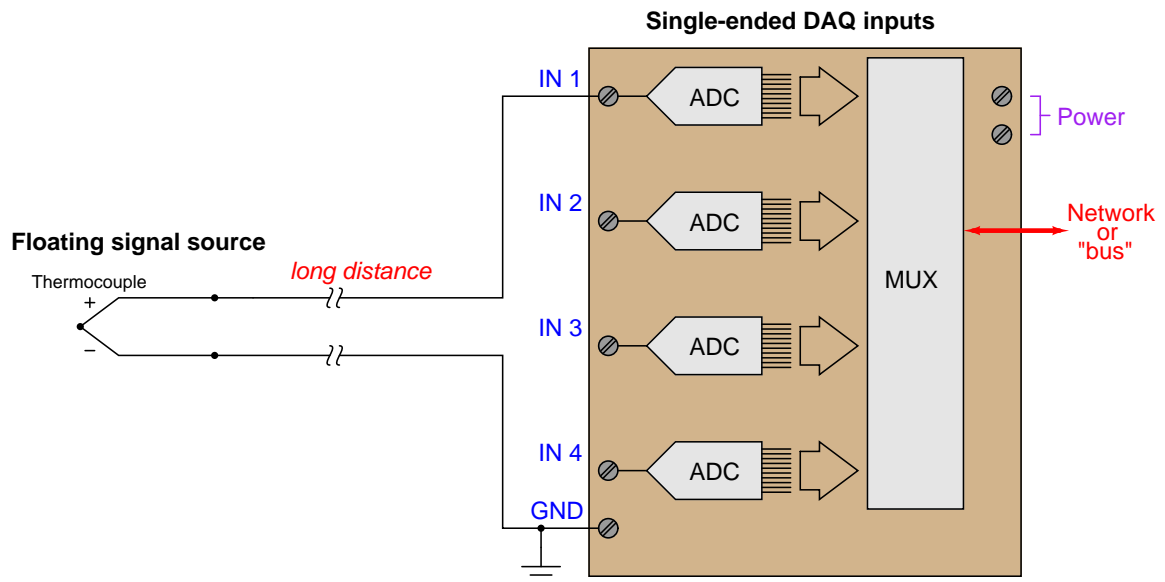 Single-ended DAQ inputs
IN 1
ADC
Power
IN 2
ADC
Network
or
"bus"
Floating signal source
Thermocouple
+
−
long distance
MUX
IN 3
ADC
IN 4
ADC
GND